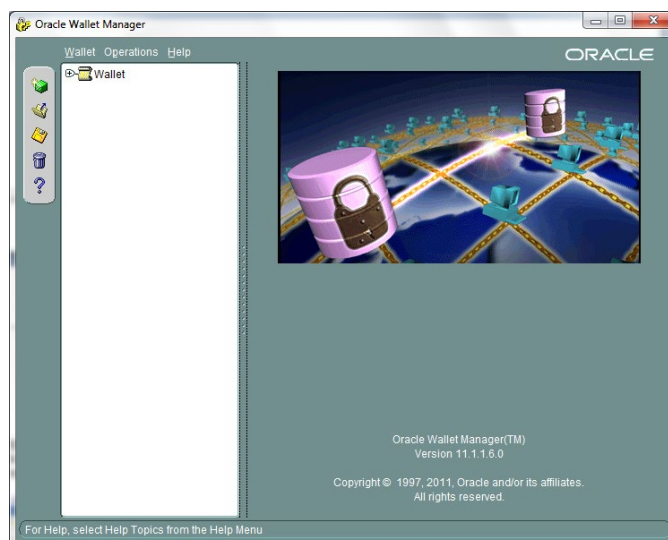 Oracle Wallet Manager
Wallet Operations Help
ORACLE
Wallet
?
Oracle Wallet Manager(TM)
Version 11.1.1.6.0
Copyright © 1997, 2011, Oracle and/or its affiliates.
All rights reserved.
For Help, select Help Topics from the Help Menu